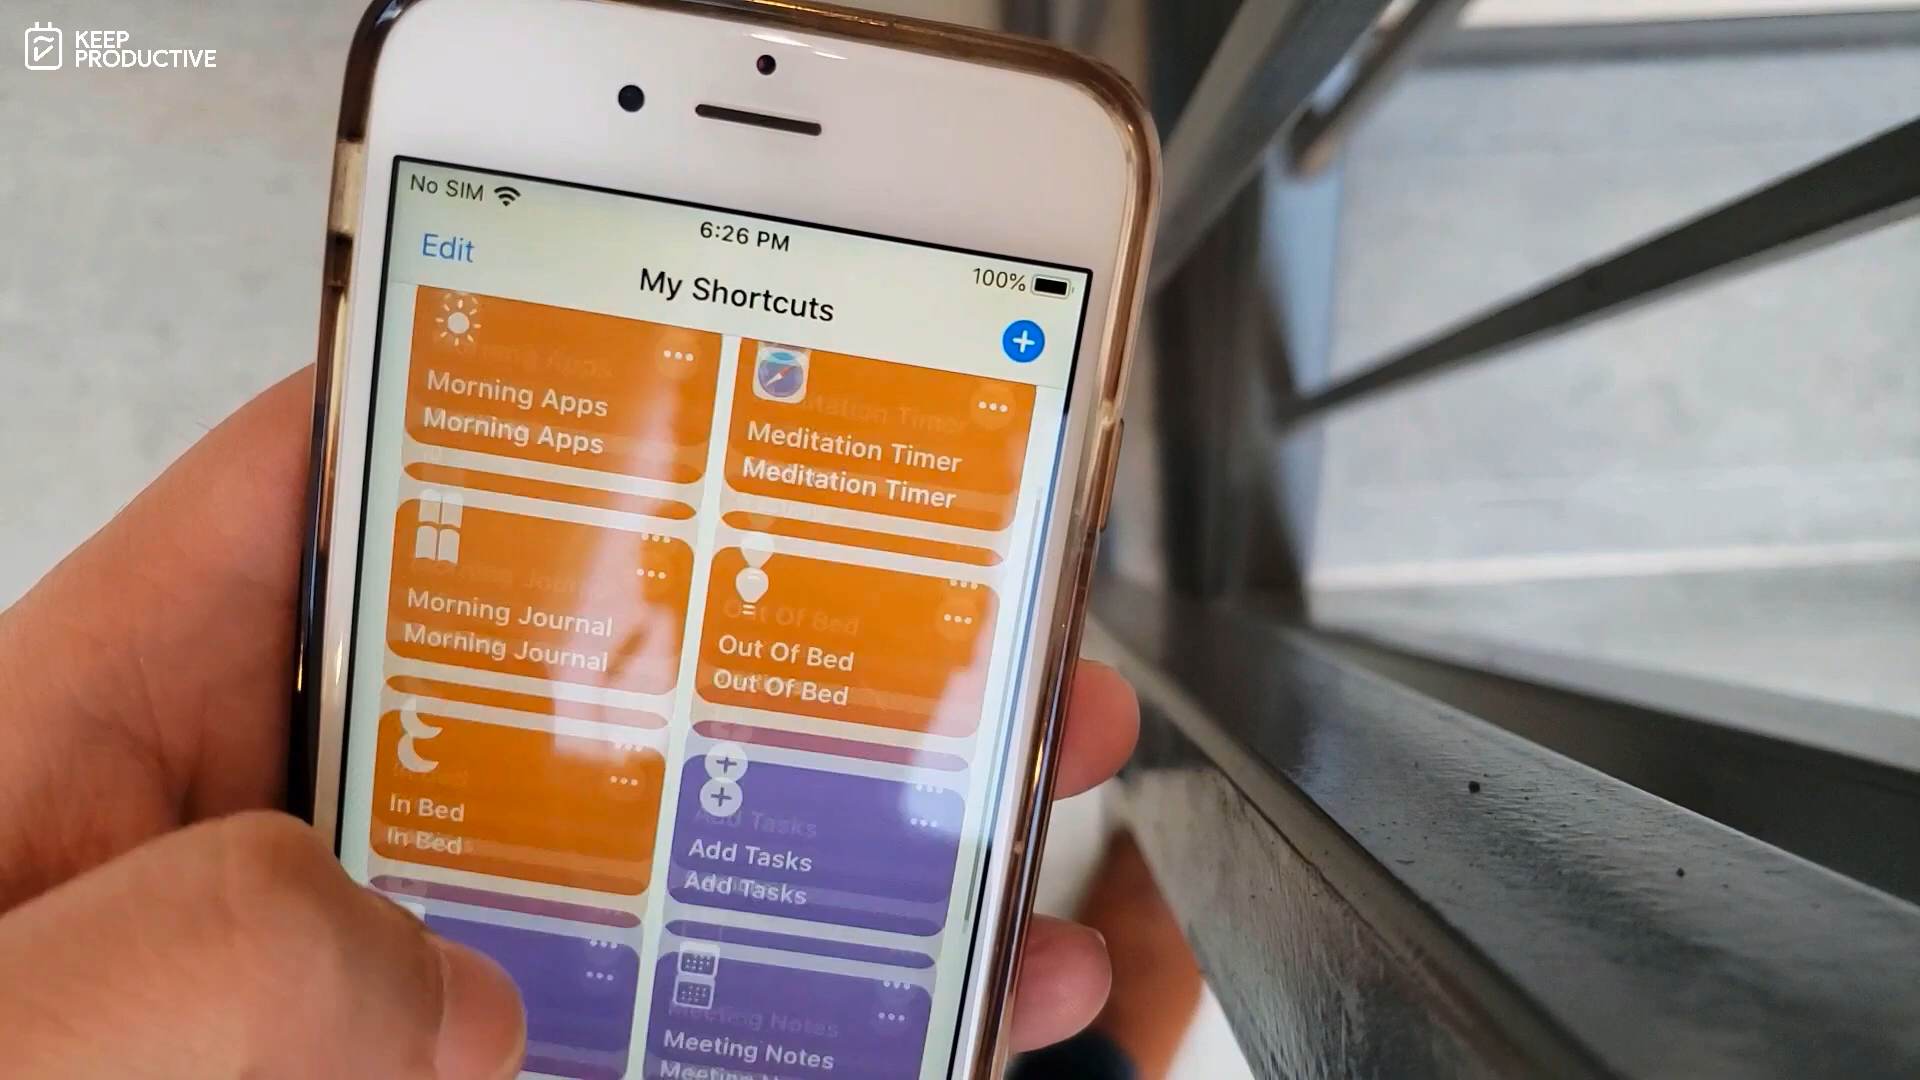 KEEP
PRODUCTIVE
No SIM
6:26 PM
100%
Edit
My Shortcuts
Morning Apps
Morning Apps
Meditation Timer
Meditation Timer
Morning Journal
Morning Journal
Out Of Bed
Out Of Bed
In Bed
In Bed
Add Tasks
Add Tasks
Meeting Notes
Meeting